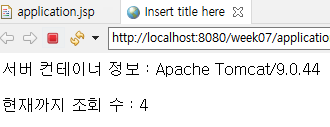 application.jsp
Insert title here
http://localhost:8080/week07/applicatio
서버 컨테이너 정보 : Apache Tomcat/9.0.44
현재까지 조회 수 : 4